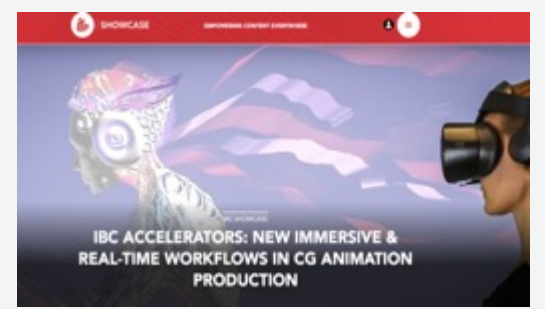 SHOWCASE
EMPOWERING CONTENT EVERYWHERE
IBC SHOWCASE
IBC ACCELERATORS: NEW IMMERSIVE &
REAL-TIME WORKFLOWS IN CG ANIMATION
PRODUCTION